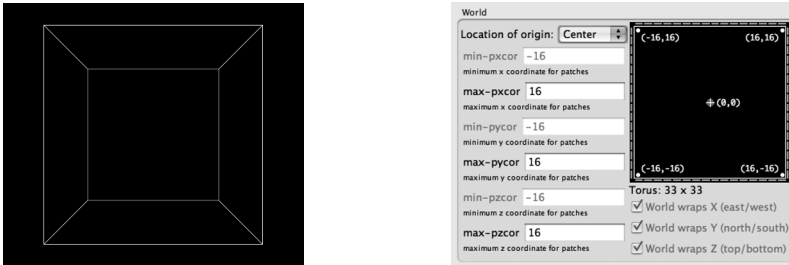 World
Location of origin: Center
min-pxcor -16
minimum x coordinate for patches
max-pxcor 16
maximum x coordinate for patches
min-pycor -16
minimum y coordinate for patches
max-pycor 16
maximum y coordinate for patches
min-pzcor -16
minimum z coordinate for patches
max-pzcor 16
maximum z coordinate for patches
(-16,16) (16,16)
(0,0)
(-16,-16) (16,-16)
Torus: 33 x 33
World wraps X (east/west)
World wraps Y (north/south)
World wraps Z (top/bottom)